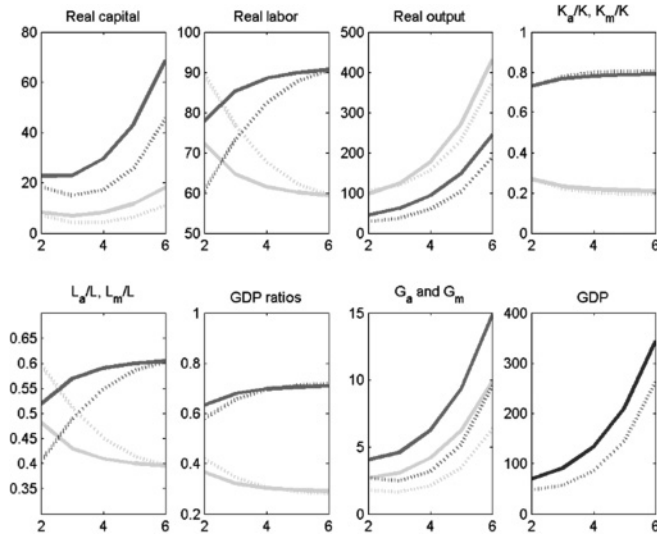 Real capital
Real labor
Real output
K_a/K, K_m/K
80
60
40
20
0
2 4 6
100
90
80
70
60
50
2 4 6
500
400
300
200
100
0
2 4 6
1
0.8
0.6
0.4
0.2
0
2 4 6
L_a/L, L_m/L
GDP ratios
G_a and G_m
GDP
0.65
0.6
0.55
0.5
0.45
0.4
0.35
2 4 6
1
0.8
0.6
0.4
0.2
2 4 6
15
10
5
0
2 4 6
400
300
200
100
0
2 4 6